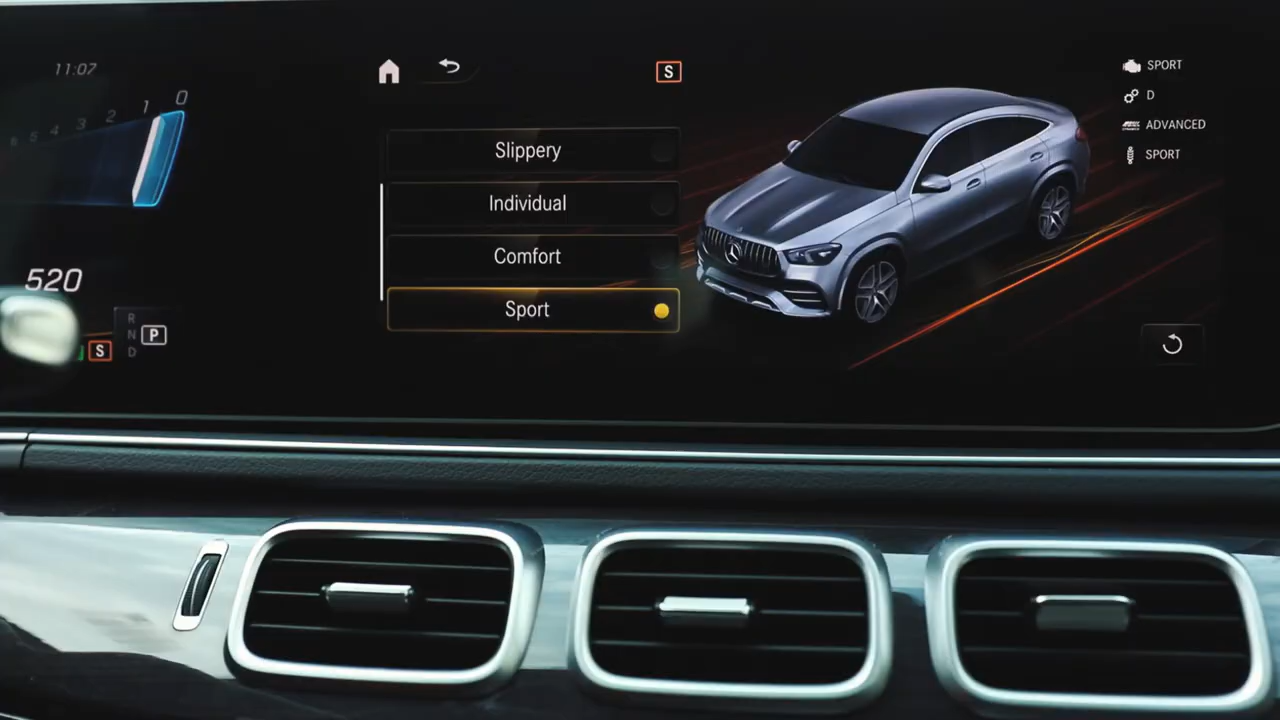 11:07
6 5 4 3 2 1 0
520
S
R
N
D
P
S
Slippery
Individual
Comfort
Sport
SPORT
D
ADVANCED
SPORT